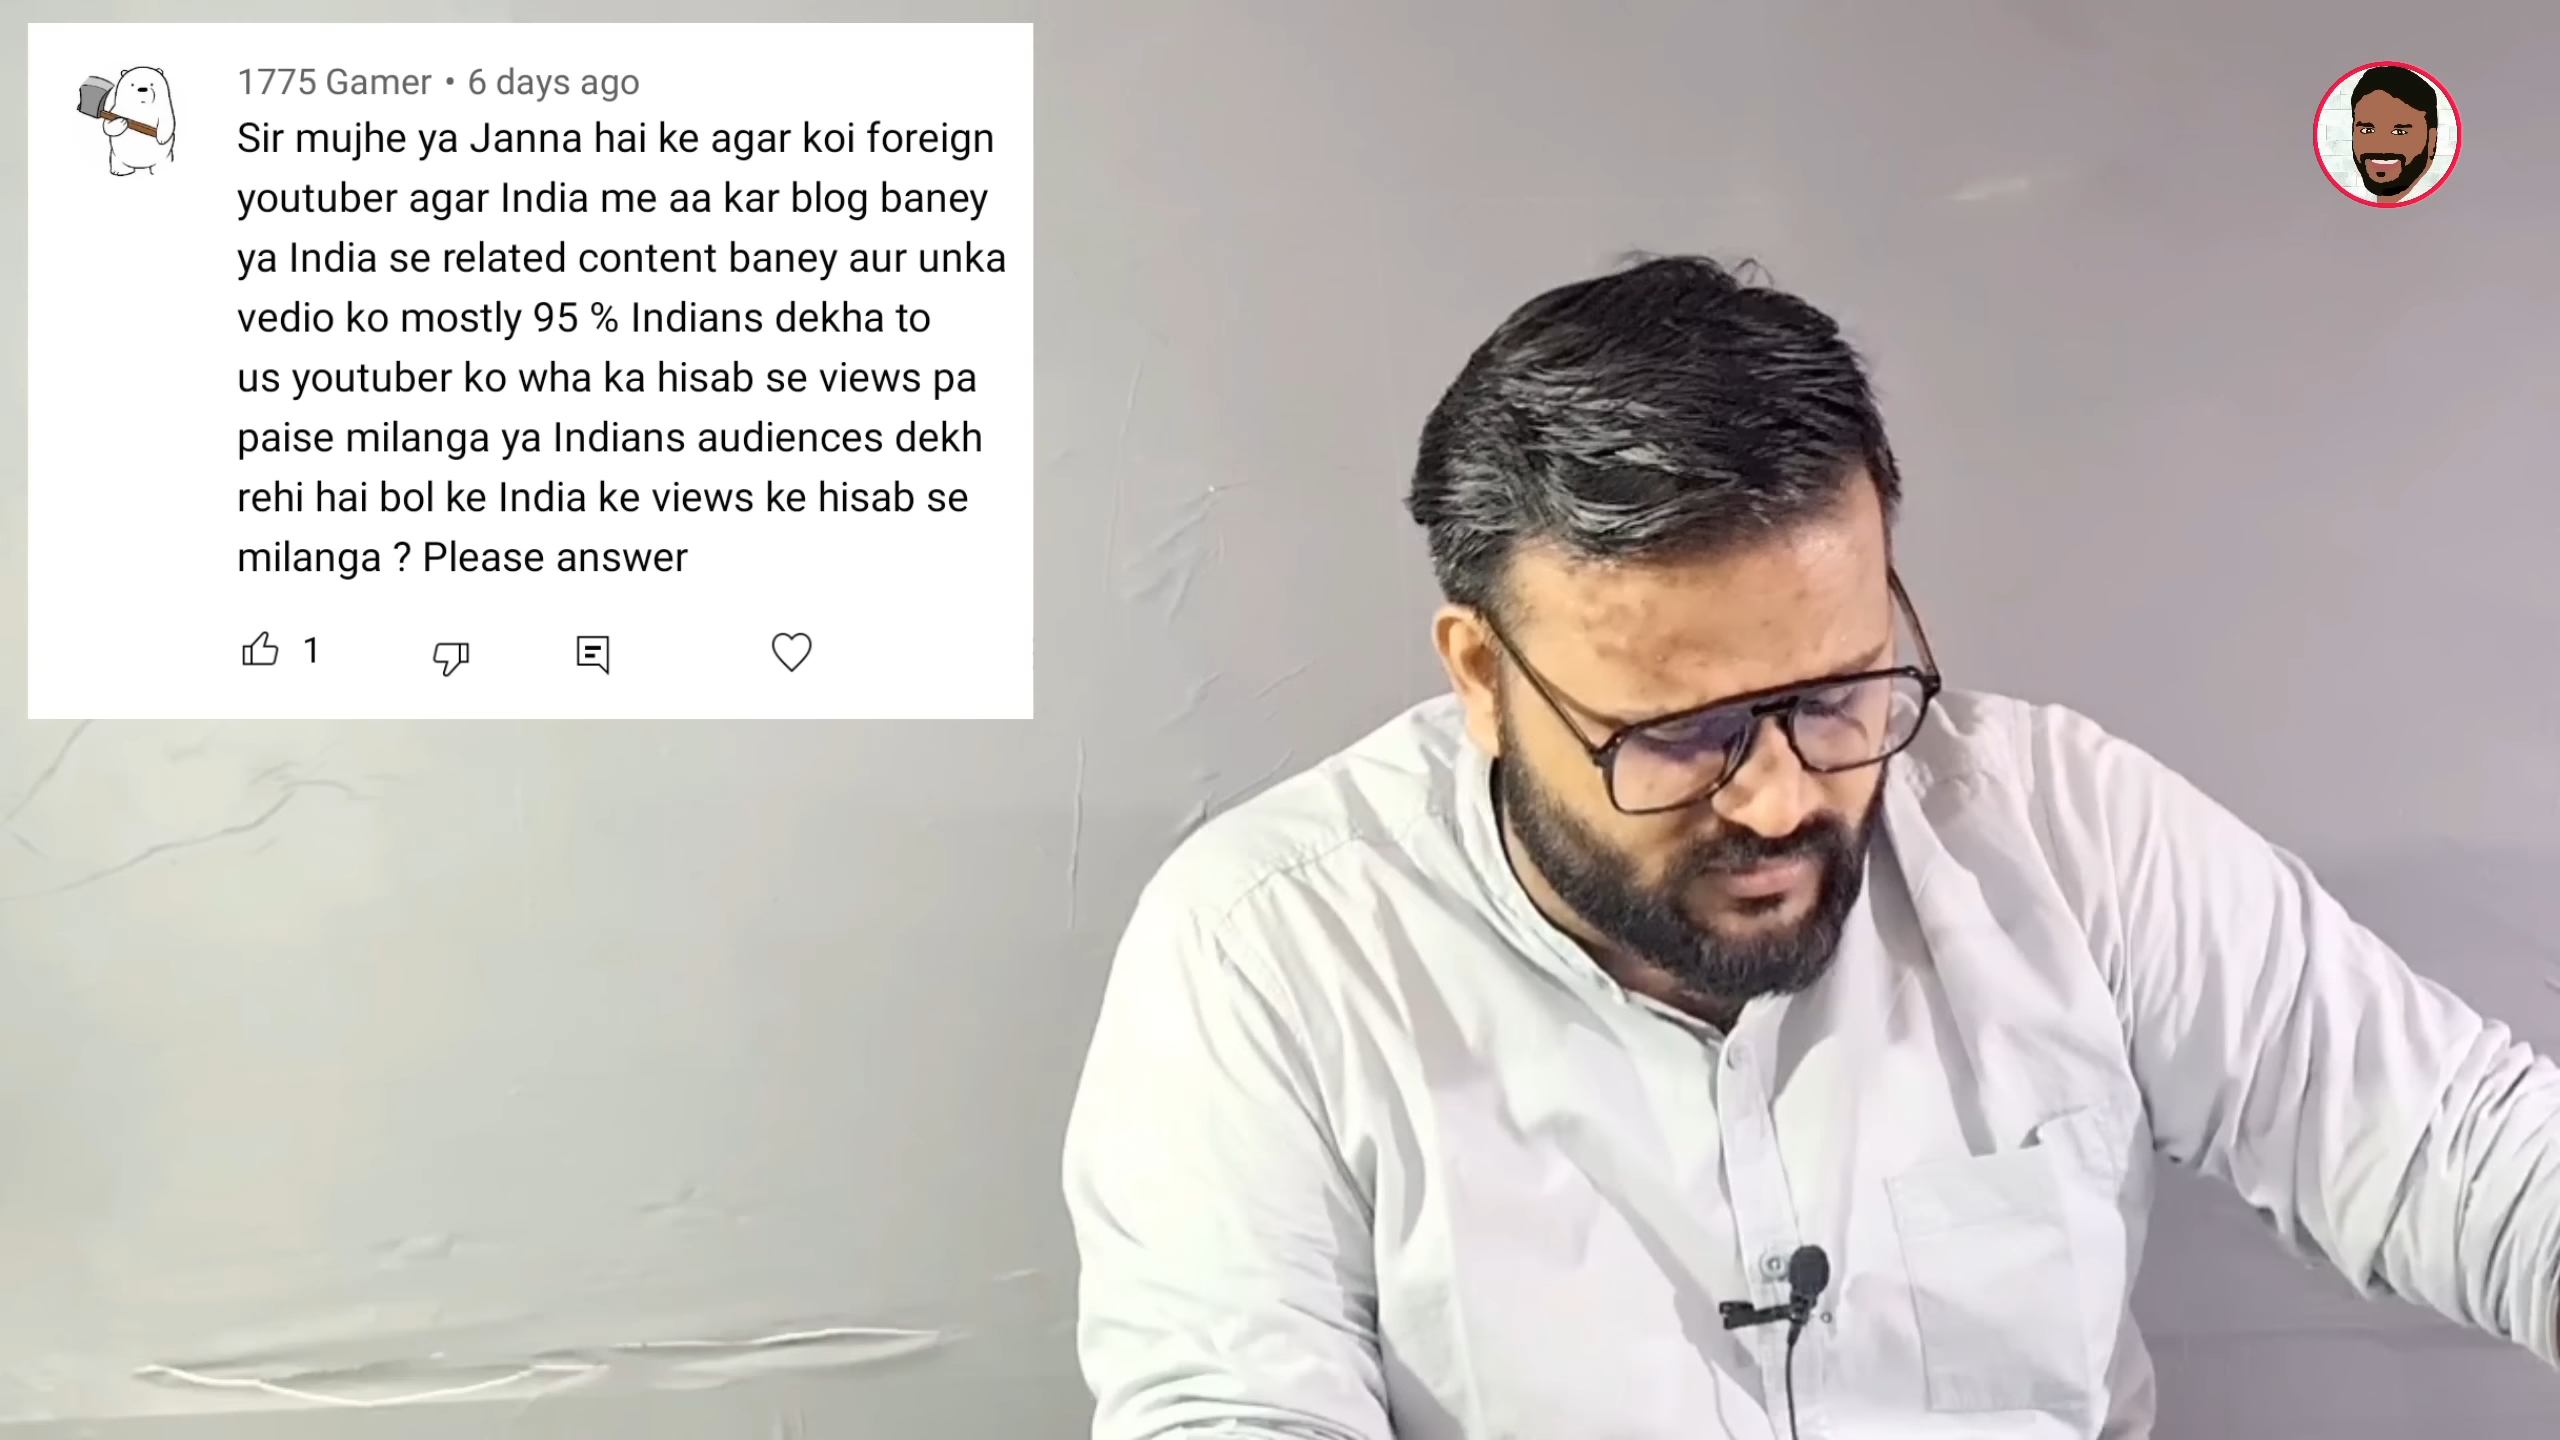 1775 Gamer • 6 days ago
Sir mujhe ya Janna hai ke agar koi foreign
youtuber agar India me aa kar blog baney
ya India se related content baney aur unka
vedio ko mostly 95 % Indians dekha to
us youtuber ko wha ka hisab se views pa
paise milanga ya Indians audiences dekh
rehi hai bol ke India ke views ke hisab se
milanga ? Please answer
1